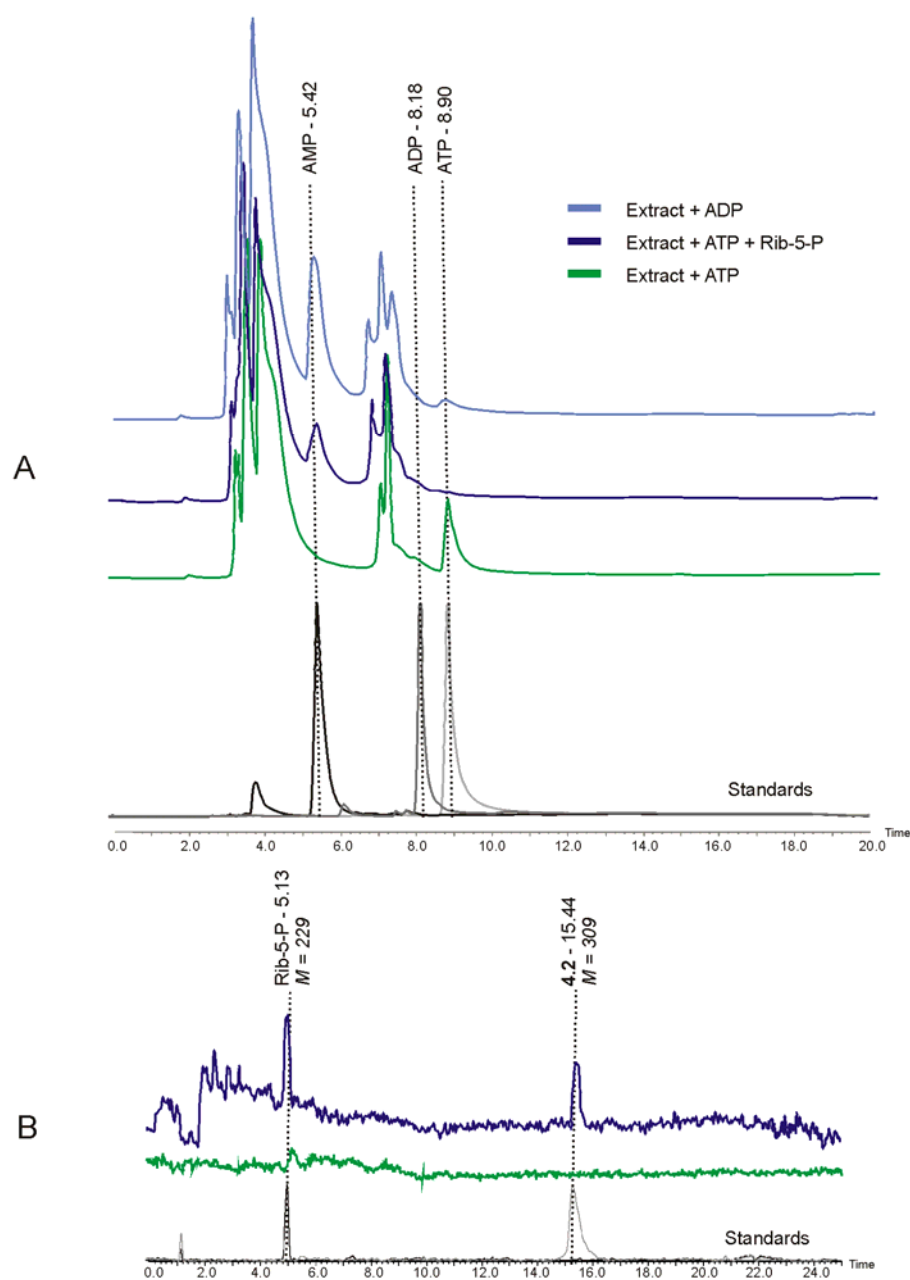 AMP - 5.42
ADP - 8.18
ATP - 8.90
Extract + ADP
Extract + ATP + Rib-5-P
Extract + ATP
A
Standards
0.0 2.0 4.0 6.0 8.0 10.0 12.0 14.0 16.0 18.0 20.0 Time
Rib-5-P - 5.13
M = 229
4.2 - 15.44
M = 309
B
Standards
0.0 2.0 4.0 6.0 8.0 10.0 12.0 14.0 16.0 18.0 20.0 22.0 24.0 Time